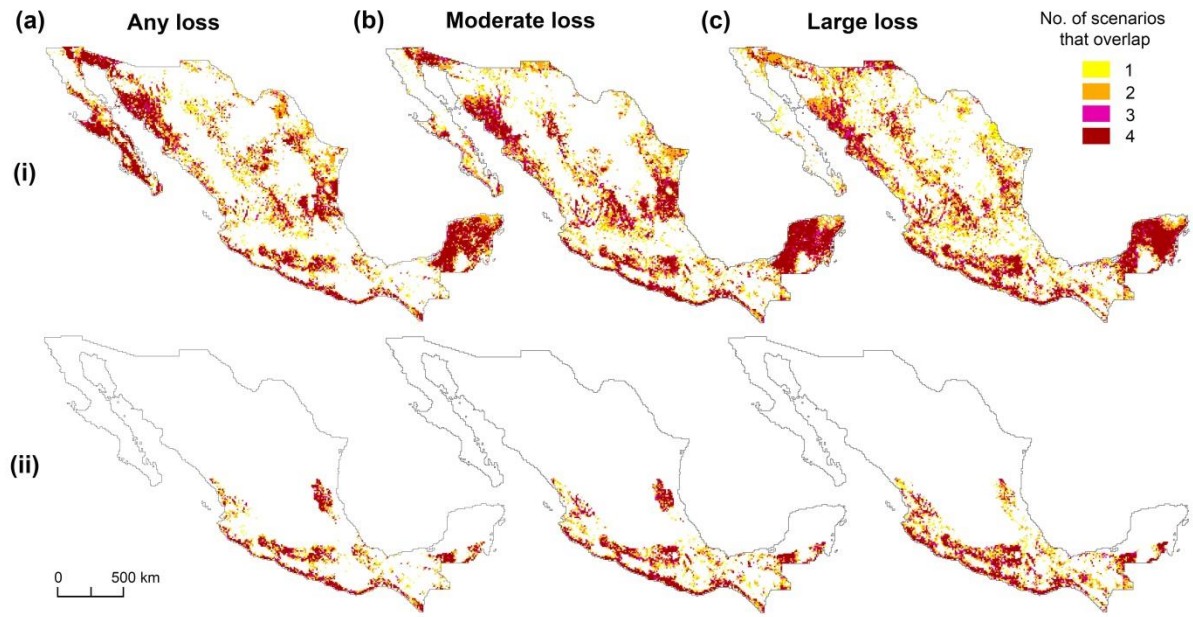 (a) Any loss (b) Moderate loss (c) Large loss
No. of scenarios
that overlap
1
2
3
4
(i)
(ii)
0 500 km